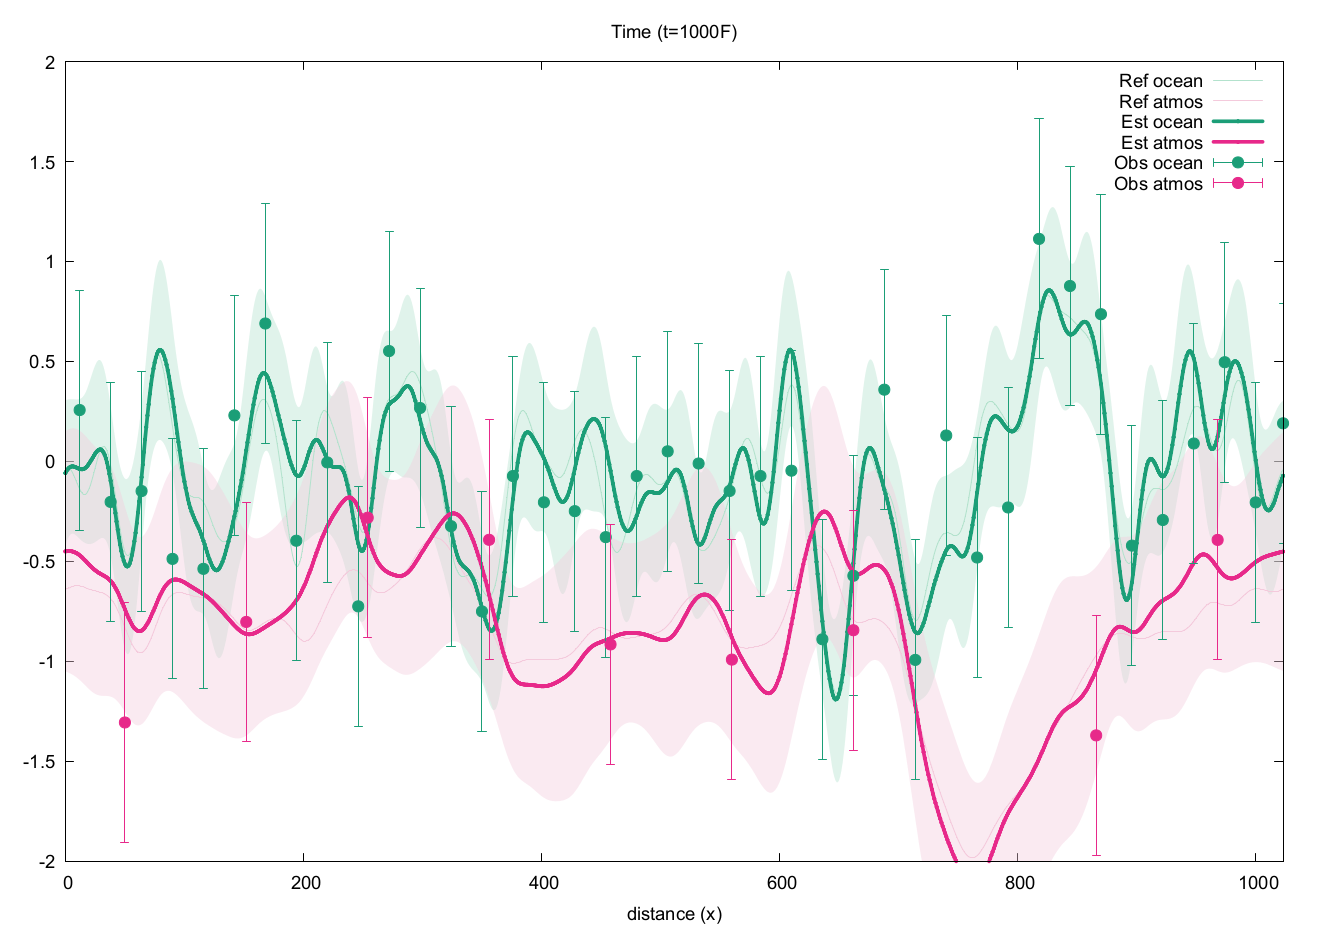 Time (t=1000F)
2
1.5
1
0.5
0
-0.5
-1
-1.5
-2
Ref ocean
Ref atmos
Est ocean
Est atmos
Obs ocean
Obs atmos
0 200 400 600 800 1000
distance (x)